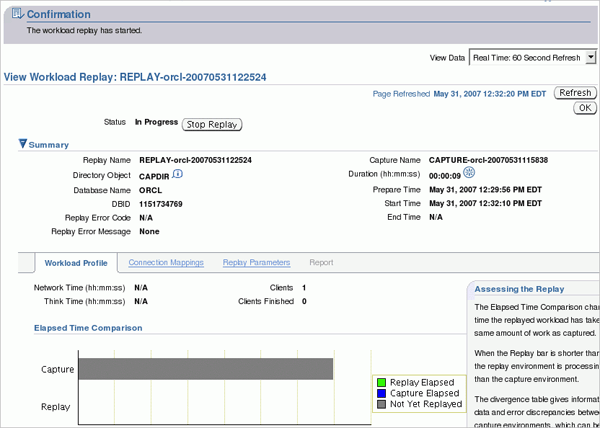 Confirmation
The workload replay has started.
View Data Real Time: 60 Second Refresh
View Workload Replay: REPLAY-orcl-20070531122524
Page Refreshed May 31, 2007 12:32:20 PM EDT Refresh
OK
Status In Progress Stop Replay
Summary
Replay Name REPLAY-orcl-20070531122524
Capture Name CAPTURE-orcl-20070531115838
Directory Object CAPDIR
Duration (hh:mm:ss) 00:00:09
Database Name ORCL
Prepare Time May 31, 2007 12:29:56 PM EDT
DBID 1151734769
Start Time May 31, 2007 12:32:10 PM EDT
Replay Error Code N/A
End Time N/A
Replay Error Message None
Workload Profile Connection Mappings Replay Parameters Report
Network Time (hh:mm:ss) N/A
Clients 1
Think Time (hh:mm:ss) N/A
Clients Finished 0
Elapsed Time Comparison
Capture
Replay
Replay Elapsed
Capture Elapsed
Not Yet Replayed
Assessing the Replay
The Elapsed Time Comparison cha
time the replayed workload has take
same amount of work as captured.
When the Replay bar is shorter than
the replay environment is processin
than the capture environment.
The divergence table gives informat
data and error discrepancies betwe
capture environments, which can be